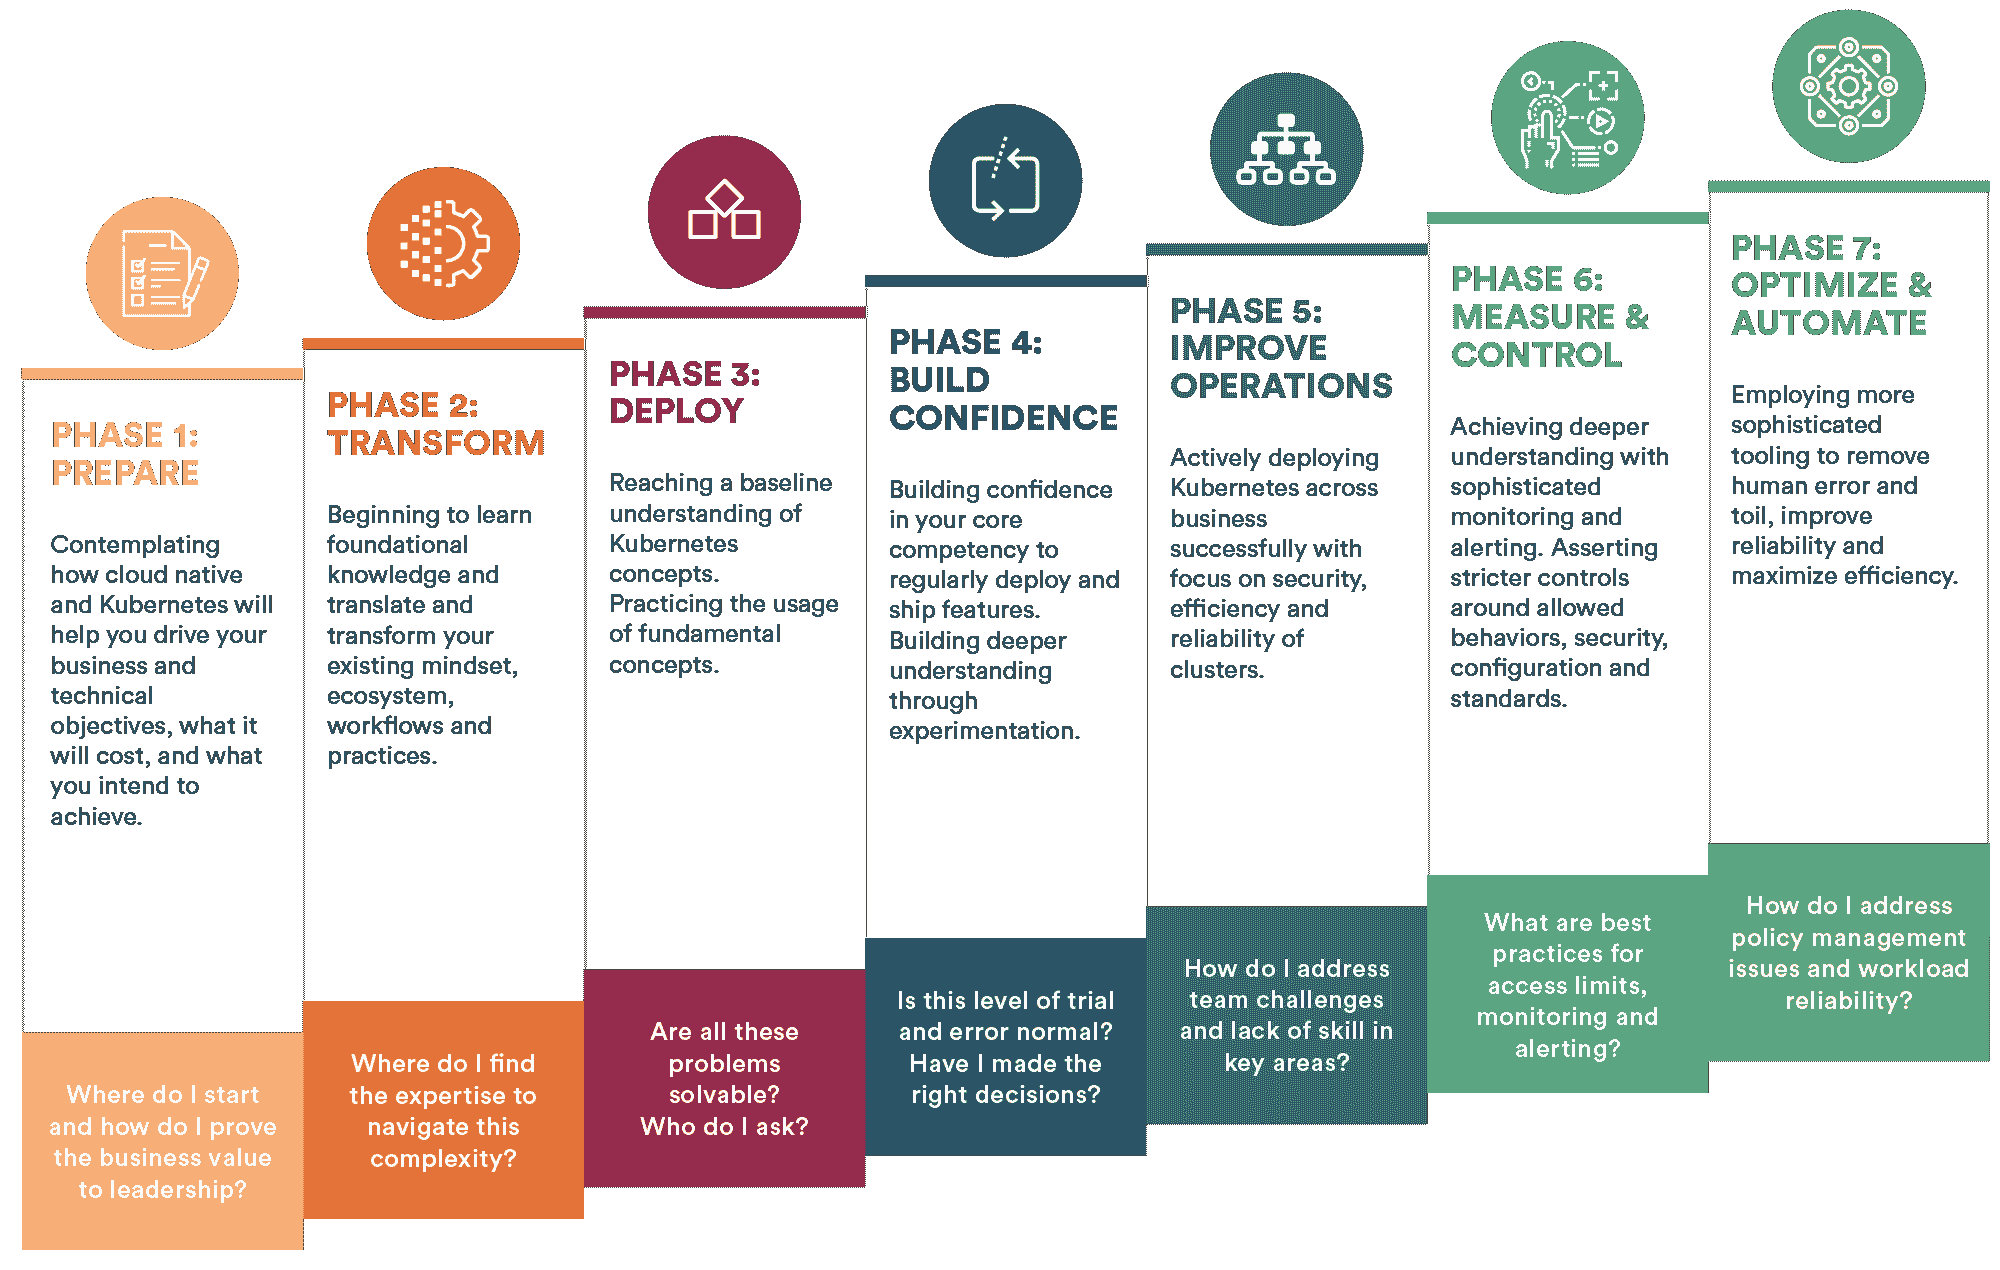 PHASE 1:
PREPARE
Contemplating
how cloud native
and Kubernetes will
help you drive your
business and
technical
objectives, what it
will cost, and what
you intend to
achieve.
Where do I start
and how do I prove
the business value
to leadership?
PHASE 2:
TRANSFORM
Beginning to learn
foundational
knowledge and
translate and
transform your
existing mindset,
ecosystem,
workflows and
practices.
Where do I find
the expertise to
navigate this
complexity?
PHASE 3:
DEPLOY
Reaching a baseline
understanding of
Kubernetes
concepts.
Practicing the usage
of fundamental
concepts.
Are all these
problems
solvable?
Who do I ask?
PHASE 4:
BUILD
CONFIDENCE
Building confidence
in your core
competency to
regularly deploy and
ship features.
Building deeper
understanding
through
experimentation.
Is this level of trial
and error normal?
Have I made the
right decisions?
PHASE 5:
IMPROVE
OPERATIONS
Actively deploying
Kubernetes across
business
successfully with
focus on security,
efficiency and
reliability of
clusters.
How do I address
team challenges
and lack of skill in
key areas?
PHASE 6:
MEASURE &
CONTROL
Achieving deeper
understanding with
sophisticated
monitoring and
alerting. Asserting
stricter controls
around allowed
behaviors, security,
configuration and
standards.
What are best
practices for
access limits,
monitoring and
alerting?
PHASE 7:
OPTIMIZE &
AUTOMATE
Employing more
sophisticated
tooling to remove
human error and
toil, improve
reliability and
maximize efficiency.
How do I address
policy management
issues and workload
reliability?